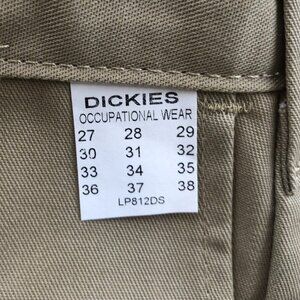 DICKIES
OCCUPATIONAL WEAR
27 28 29
30 31 32
33 34 35
36 37 38
LP812DS